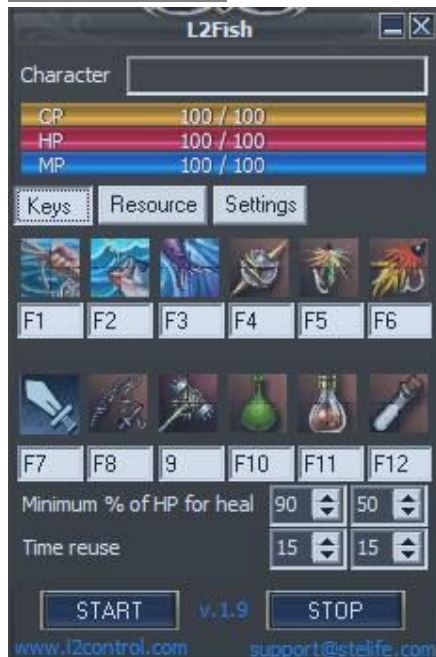 L2Fish
Character
CP 100 / 100
HP 100 / 100
MP 100 / 100
Keys Resource Settings
F1 F2 F3 F4 F5 F6
F7 F8 9 F10 F11 F12
Minimum % of HP for heal 90 50
Time reuse 15 15
START v.1.9 STOP
www.l2control.com support@stelife.com